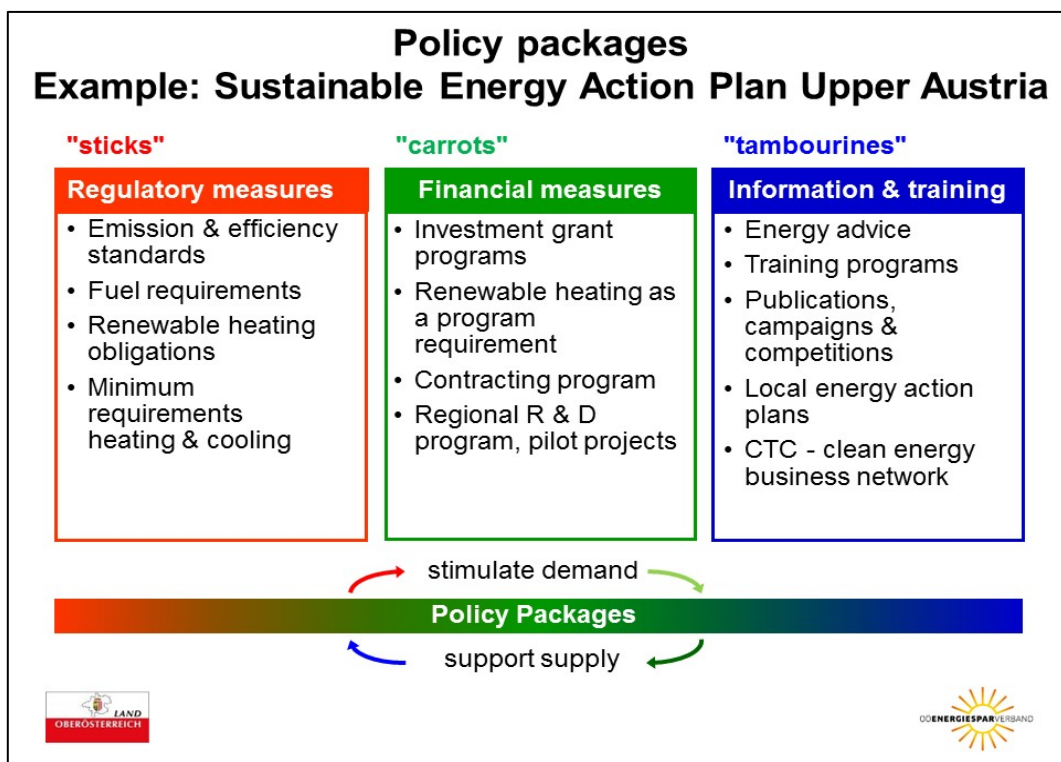 Policy packages
Example: Sustainable Energy Action Plan Upper Austria
"sticks"
Regulatory measures
• Emission & efficiency
standards
• Fuel requirements
• Renewable heating
obligations
• Minimum
requirements
heating & cooling
"carrots"
Financial measures
• Investment grant
programs
• Renewable heating as
a program
requirement
• Contracting program
• Regional R & D
program, pilot projects
"tambourines"
Information & training
• Energy advice
• Training programs
• Publications,
campaigns &
competitions
• Local energy action
plans
• CTC - clean energy
business network
stimulate demand
Policy Packages
support supply
LAND
OBERÖSTERREICH
OÖENERGIESPARVERBAND